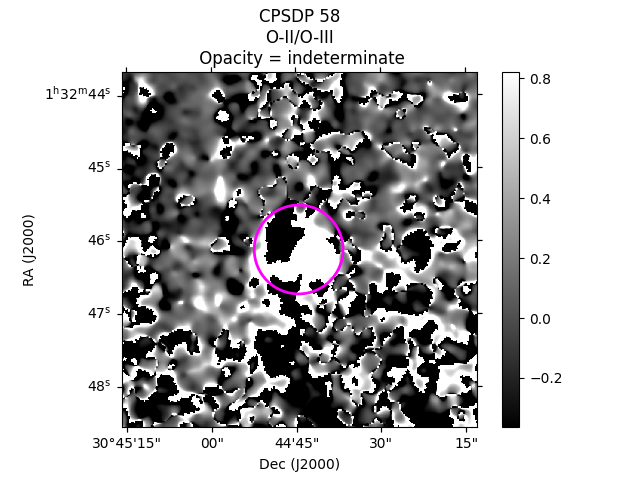 CPSDP 58
O-II/O-III
Opacity = indeterminate
1ʰ32ᵐ44ˢ
45ˢ
46ˢ
47ˢ
48ˢ
RA (J2000)
30°45'15" 00" 44'45" 30" 15"
Dec (J2000)
0.8
0.6
0.4
0.2
0.0
−0.2